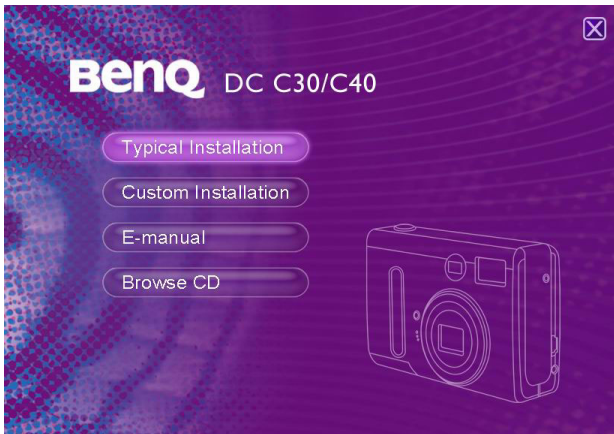 BenQ DC C30/C40
Typical Installation
Custom Installation
E-manual
Browse CD